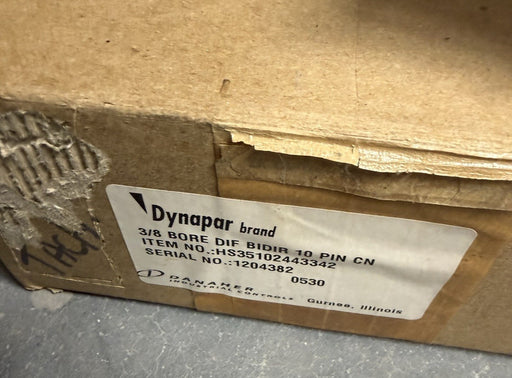 Dynapar brand
3/8 BORE DIF BIDIR 10 PIN CN
ITEM NO.:HS35102443342
SERIAL NO.:1204382
0530
DANAHER
INDUSTRIAL CONTROLS Gurnee, Illinois